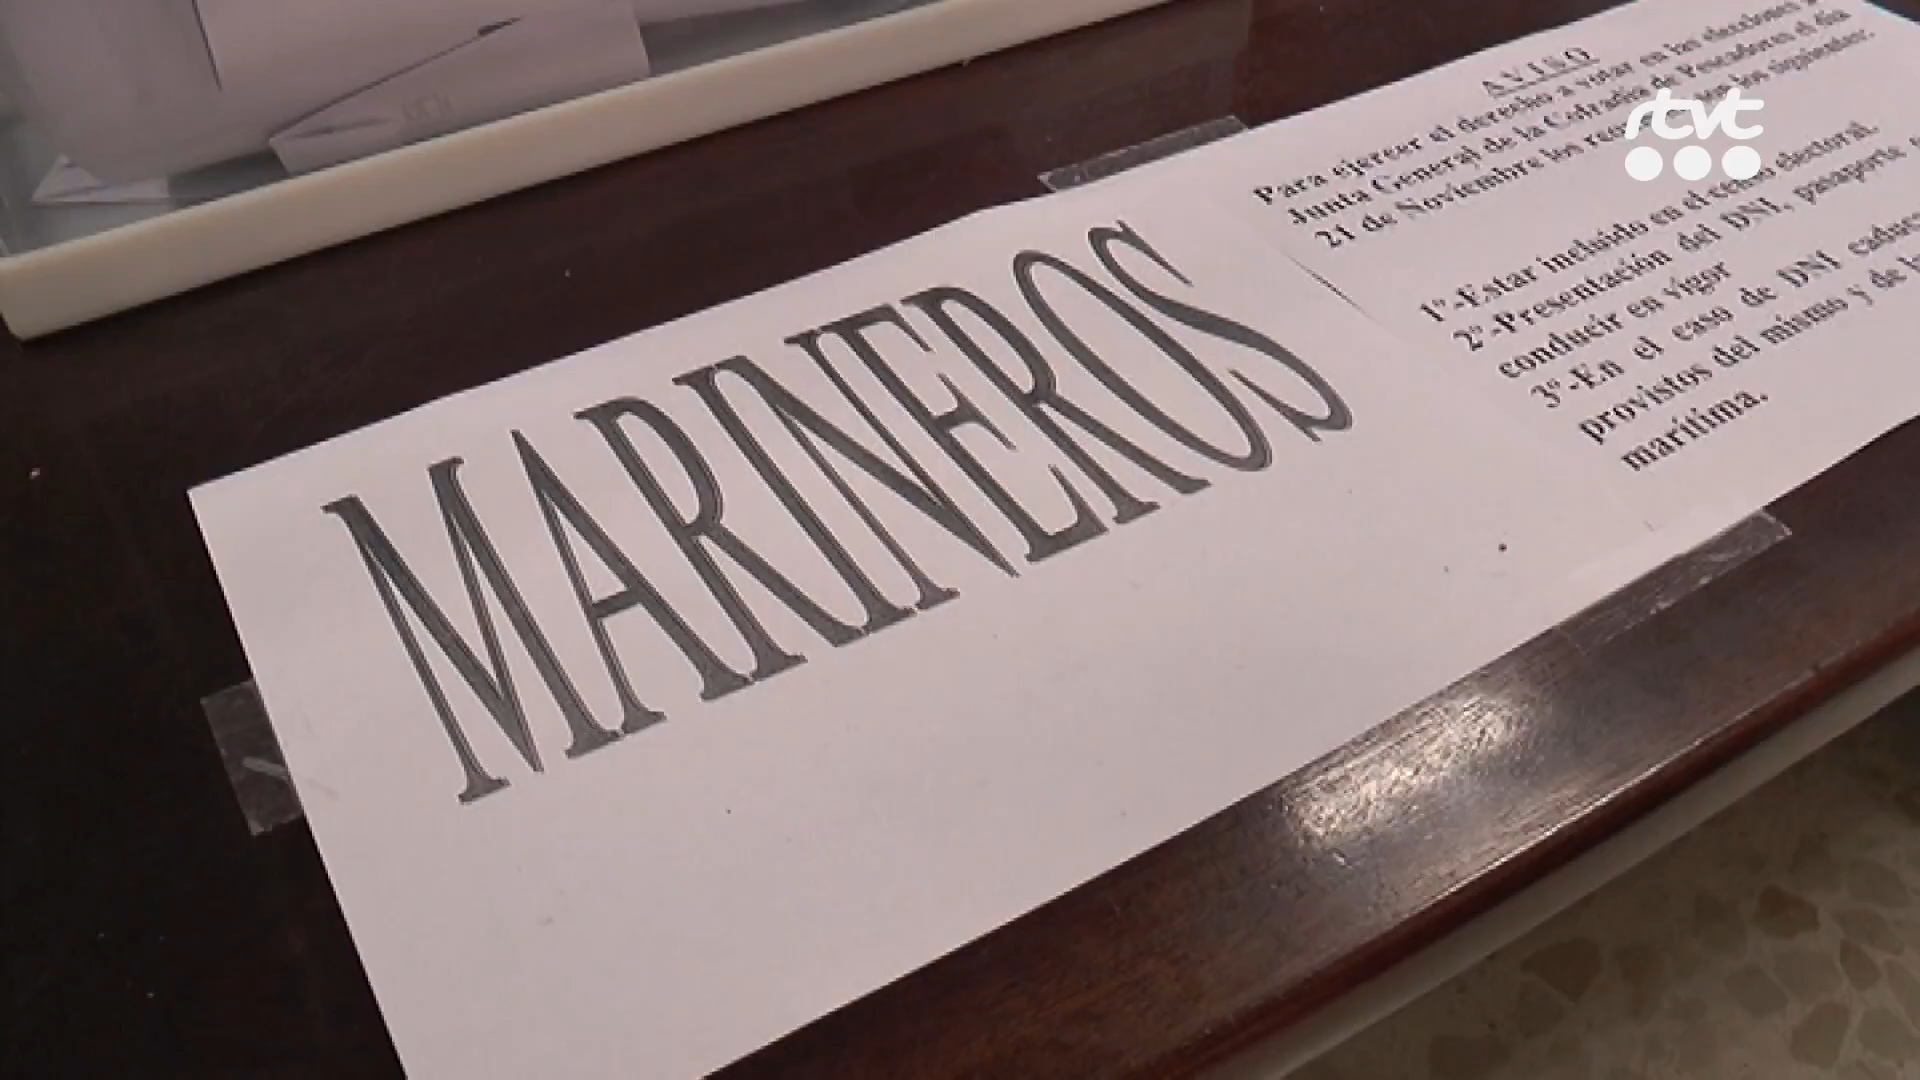 MARINEROS
AVISO
Para ejercer el derecho a votar en las elecciones a
Junta General de la Cofradía de Pescadores el día
21 de Noviembre los son los siguientes:
1º-Estar incluido en el censo electoral.
2º-Presentación del DNI, pasaporte
conducir en vigor
3º-En el caso de DNI
provistos del mismo y de
marítima.
rtvt